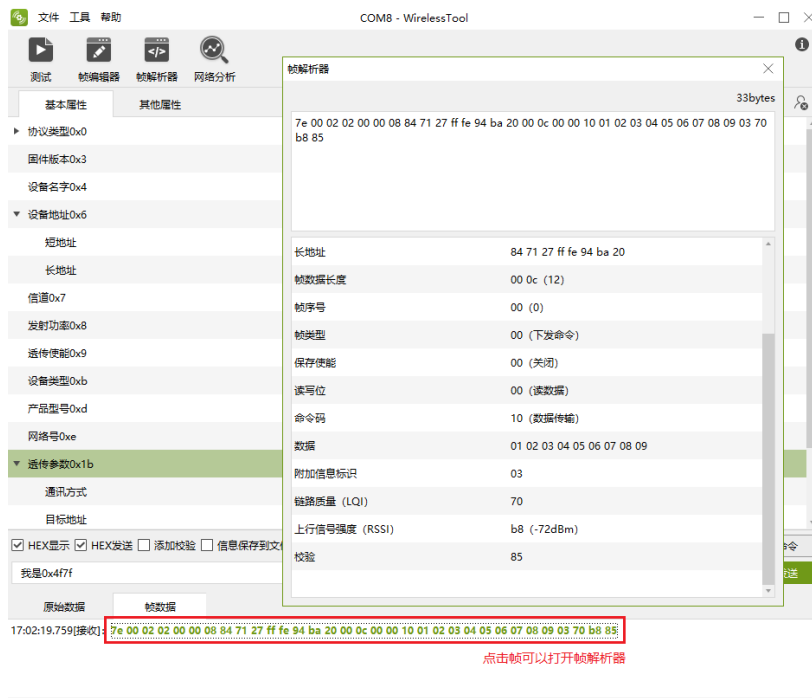 文件 工具 帮助
COM8 - WirelessTool
测试 帧编辑器 帧解析器 网络分析
基本属性 其他属性
协议类型0x0
固件版本0x3
设备名字0x4
设备地址0x6
短地址
长地址
信道0x7
发射功率0x8
透传使能0x9
设备类型0xb
产品型号0xd
网络号0xe
透传参数0x1b
通讯方式
目标地址
帧解析器
33bytes
7e 00 02 02 00 00 08 84 71 27 ff fe 94 ba 20 00 0c 00 00 10 01 02 03 04 05 06 07 08 09 03 70
b8 85
长地址 84 71 27 ff fe 94 ba 20
帧数据长度 00 0c（12）
帧序号 00（0）
帧类型 00（下发命令）
保存使能 00（关闭）
读写位 00（读数据）
命令码 10（数据传输）
数据 01 02 03 04 05 06 07 08 09
附加信息标识 03
链路质量（LQI） 70
上行信号强度（RSSI） b8（-72dBm）
校验 85
HEX显示 HEX发送 添加校验 信息保存到文
令
我是0x4f7f
送
原始数据 帧数据
17:02:19.759[接收]: 7e 00 02 02 00 00 08 84 71 27 ff fe 94 ba 20 00 0c 00 00 10 01 02 03 04 05 06 07 08 09 03 70 b8 85
点击帧可以打开帧解析器